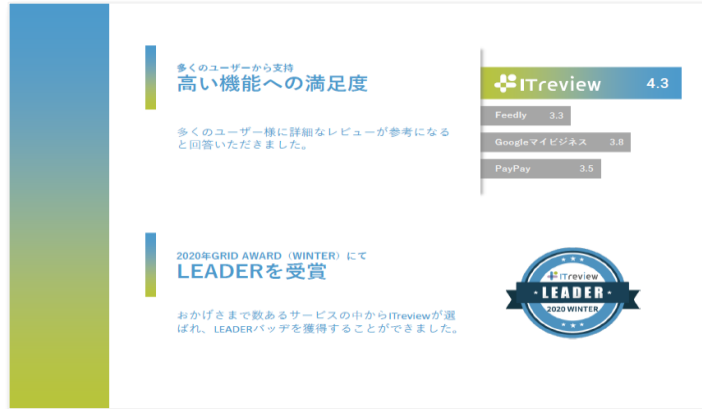 多くのユーザーから支持
高い機能への満足度
多くのユーザー様に詳細なレビューが参考になる
と回答いただきました。
ITreview 4.3
Feedly 3.3
Googleマイビジネス 3.8
PayPay 3.5
2020年GRID AWARD（WINTER）にて
LEADERを受賞
おかげさまで数あるサービスの中からITreviewが選
ばれ、LEADERバッヂを獲得することができました。
ITreview
LEADER
2020 WINTER